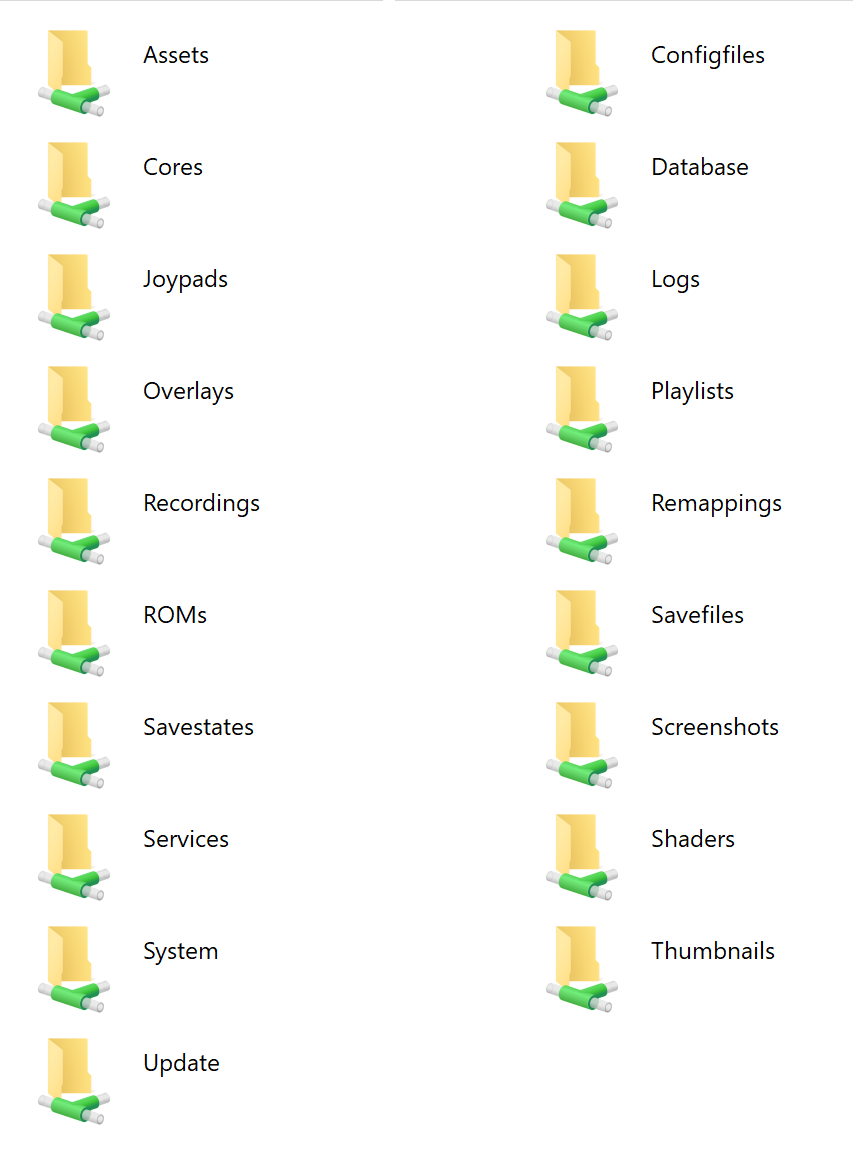 Assets
Configfiles
Cores
Database
Joypads
Logs
Overlays
Playlists
Recordings
Remappings
ROMs
Savefiles
Savestates
Screenshots
Services
Shaders
System
Thumbnails
Update